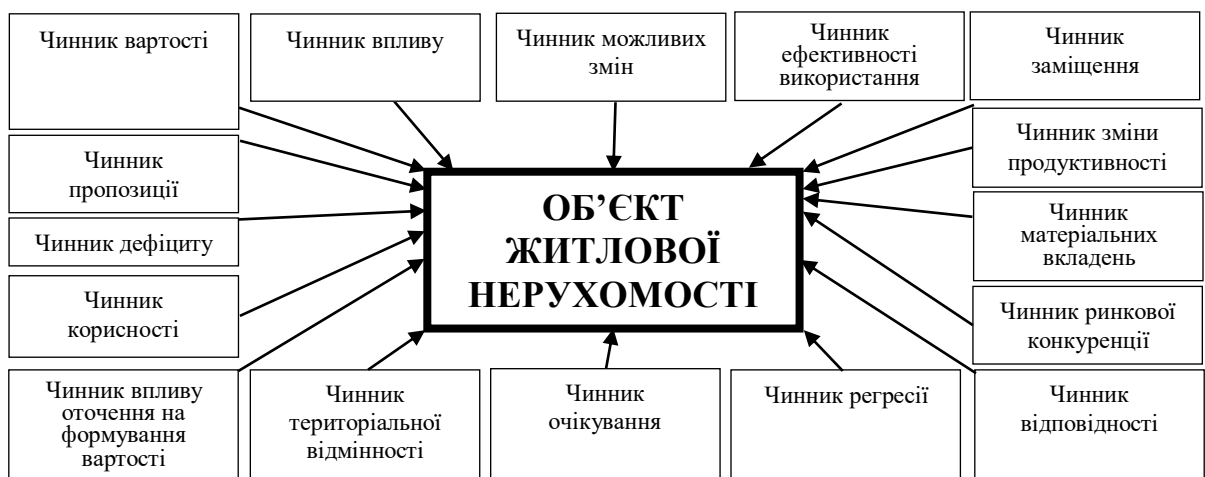 Чинник вартості
Чинник впливу
Чинник можливих
змін
Чинник
ефективності
використання
Чинник
заміщення
Чинник
пропозиції
Чинник зміни
продуктивності
ОБ’ЄКТ
ЖИТЛОВОЇ
НЕРУХОМОСТІ
Чинник дефіциту
Чинник
матеріальних
вкладень
Чинник
корисності
Чинник ринкової
конкуренції
Чинник впливу
оточення на
формування
вартості
Чинник
територіальної
відмінності
Чинник
очікування
Чинник регресії
Чинник
відповідності